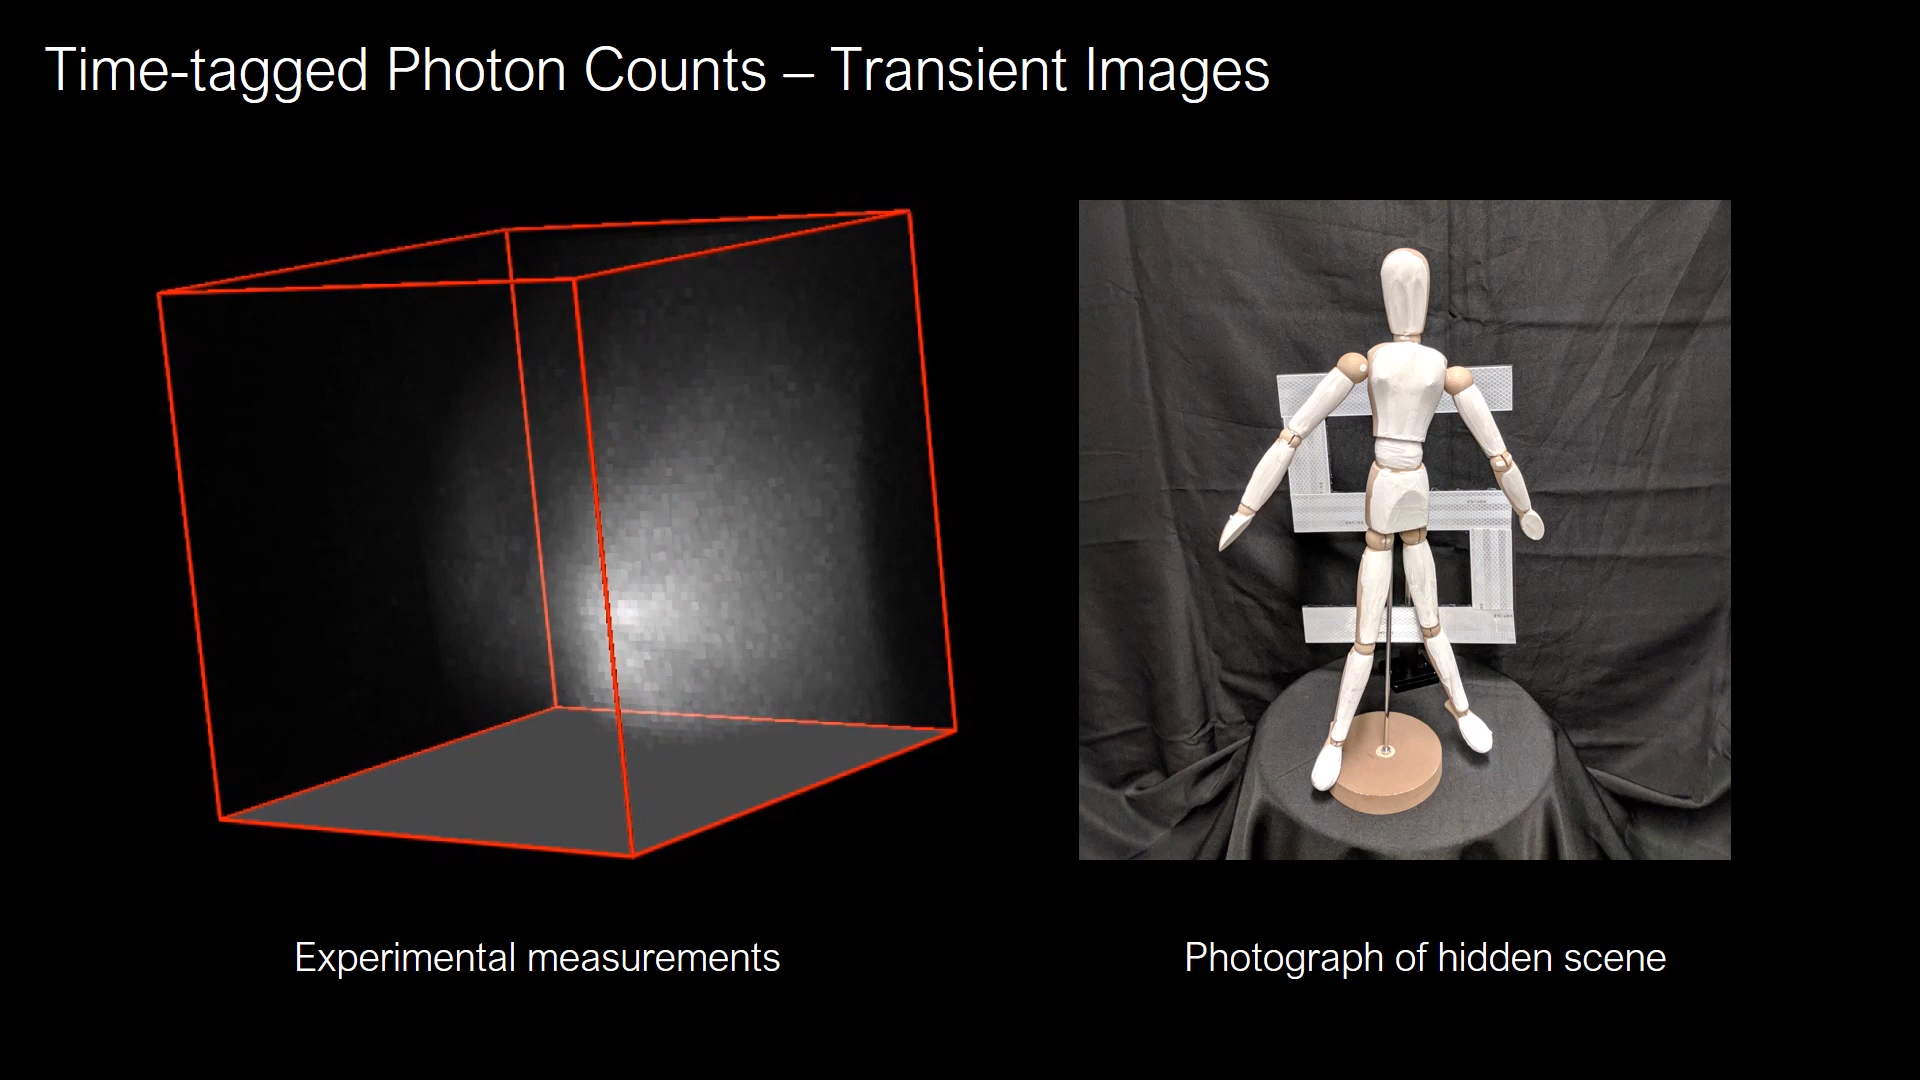 Time-tagged Photon Counts – Transient Images
Experimental measurements
Photograph of hidden scene